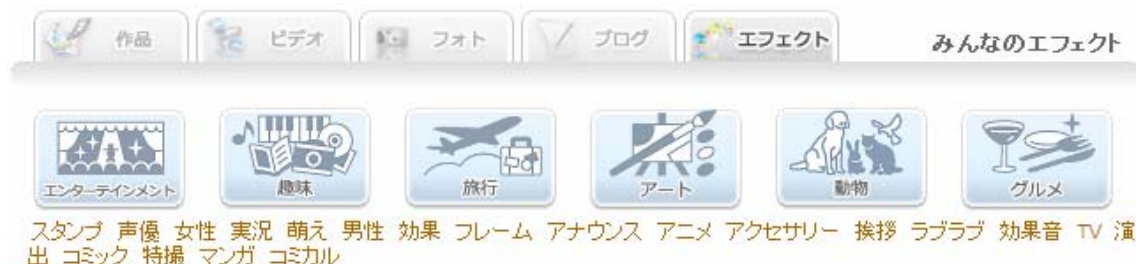 作品 ビデオ フォト ブログ エフェクト みんなのエフェクト
エンターテインメント 趣味 旅行 アート 動物 グルメ
スタンプ 声優 女性 実況 萌え 男性 効果 フレーム アナウンス アニメ アクセサリー 挨拶 ラブラブ 効果音 TV 演
出 コミック 特撮 マンガ コミカル